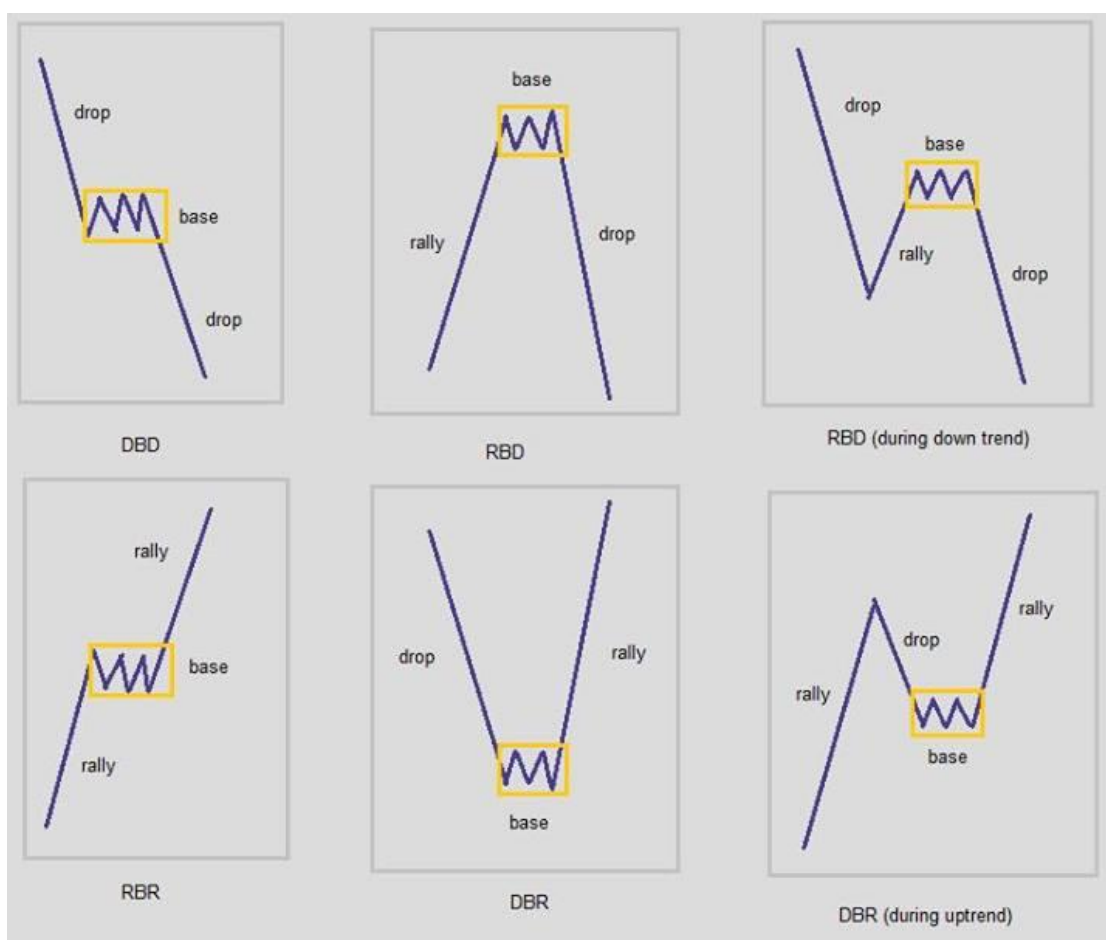 drop
base
drop
DBD
base
rally
drop
RBD
drop
base
rally
drop
RBD (during down trend)
rally
base
rally
RBR
drop
rally
base
DBR
rally
drop
rally
base
DBR (during uptrend)